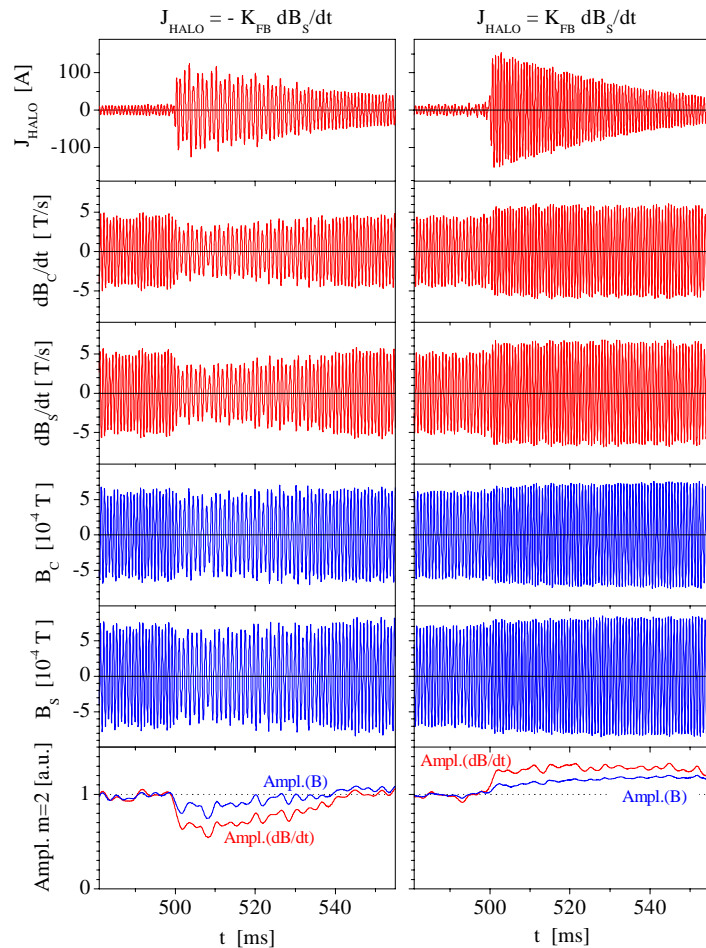 J_HALO = - K_FB dB_S/dt J_HALO = K_FB dB_S/dt
J_HALO [A]
100
0
-100
dB_C/dt [ T/s]
5
0
-5
dB_S/dt [ T/s]
5
0
-5
B_C [10^-4 T]
5
0
-5
B_S [10^-4 T]
5
0
-5
Ampl. m=2 [a.u.]
1
0
Ampl.(B)
Ampl.(dB/dt)
Ampl.(dB/dt)
Ampl.(B)
500 520 540 500 520 540
t [ms] t [ms]